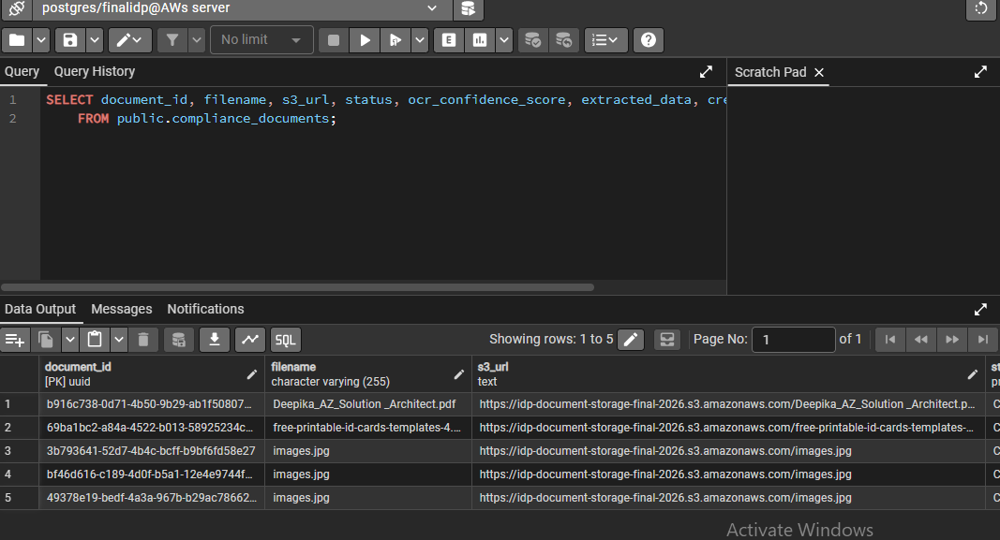 postgres/finalidp@AWs server
No limit
Query Query History
Scratch Pad
1 SELECT document_id, filename, s3_url, status, ocr_confidence_score, extracted_data, cre
2 FROM public.compliance_documents;
Data Output Messages Notifications
SQL Showing rows: 1 to 5 Page No: 1 of 1
document_id filename s3_url st
[PK] uuid character varying (255) text pr
1 b916c738-0d71-4b50-9b29-ab1f50807... Deepika_AZ_Solution _Architect.pdf https://idp-document-storage-final-2026.s3.amazonaws.com/Deepika_AZ_Solution _Architect.p... C
2 69ba1bc2-a84a-4522-b013-58925234c... free-printable-id-cards-templates-4.... https://idp-document-storage-final-2026.s3.amazonaws.com/free-printable-id-cards-templates-... C
3 3b793641-52d7-4b4c-bcff-b9bf6fd58e27 images.jpg https://idp-document-storage-final-2026.s3.amazonaws.com/images.jpg C
4 bf46d616-c189-4d0f-b5a1-12e4e9744f... images.jpg https://idp-document-storage-final-2026.s3.amazonaws.com/images.jpg C
5 49378e19-bedf-4a3a-967b-b29ac78662... images.jpg https://idp-document-storage-final-2026.s3.amazonaws.com/images.jpg C
Activate Windows